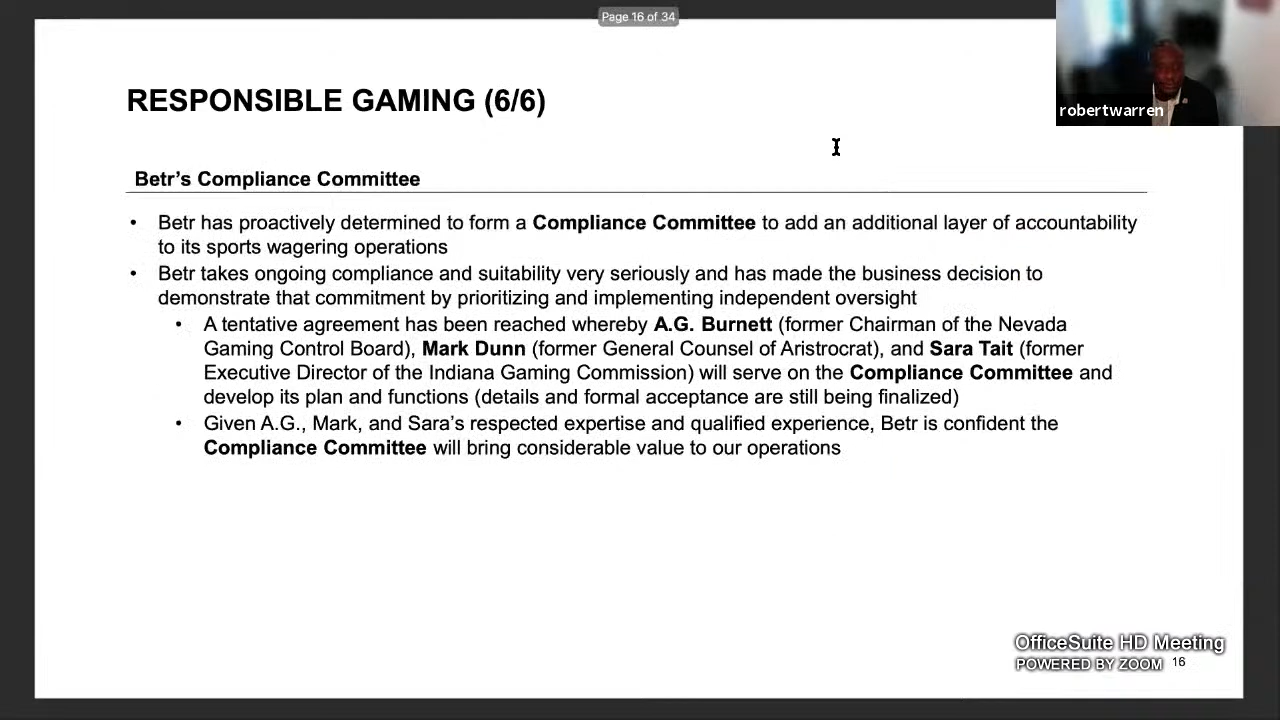 Page 16 of 34
robertwarren
RESPONSIBLE GAMING (6/6)
Betr's Compliance Committee
• Betr has proactively determined to form a Compliance Committee to add an additional layer of accountability
to its sports wagering operations
• Betr takes ongoing compliance and suitability very seriously and has made the business decision to
demonstrate that commitment by prioritizing and implementing independent oversight
• A tentative agreement has been reached whereby A.G. Burnett (former Chairman of the Nevada
Gaming Control Board), Mark Dunn (former General Counsel of Aristrocrat), and Sara Tait (former
Executive Director of the Indiana Gaming Commission) will serve on the Compliance Committee and
develop its plan and functions (details and formal acceptance are still being finalized)
• Given A.G., Mark, and Sara's respected expertise and qualified experience, Betr is confident the
Compliance Committee will bring considerable value to our operations
OfficeSuite HD Meeting
POWERED BY ZOOM 16